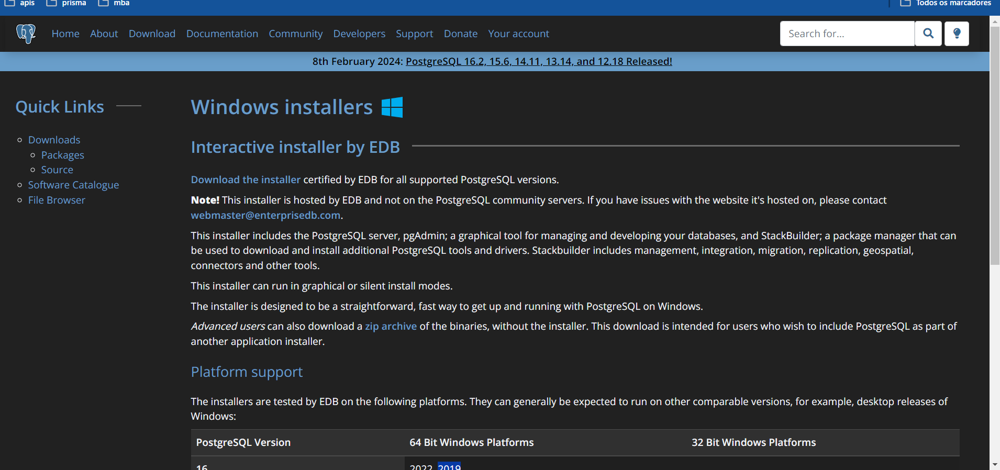 apis prisma mba Todos os marcadores
Home About Download Documentation Community Developers Support Donate Your account Search for...
8th February 2024: PostgreSQL 16.2, 15.6, 14.11, 13.14, and 12.18 Released!
Quick Links
Downloads
Packages
Source
Software Catalogue
File Browser
Windows installers
Interactive installer by EDB
Download the installer certified by EDB for all supported PostgreSQL versions.
Note! This installer is hosted by EDB and not on the PostgreSQL community servers. If you have issues with the website it's hosted on, please contact
webmaster@enterprisedb.com.
This installer includes the PostgreSQL server, pgAdmin; a graphical tool for managing and developing your databases, and StackBuilder; a package manager that can
be used to download and install additional PostgreSQL tools and drivers. Stackbuilder includes management, integration, migration, replication, geospatial,
connectors and other tools.
This installer can run in graphical or silent install modes.
The installer is designed to be a straightforward, fast way to get up and running with PostgreSQL on Windows.
Advanced users can also download a zip archive of the binaries, without the installer. This download is intended for users who wish to include PostgreSQL as part of
another application installer.
Platform support
The installers are tested by EDB on the following platforms. They can generally be expected to run on other comparable versions, for example, desktop releases of
Windows:
PostgreSQL Version 64 Bit Windows Platforms 32 Bit Windows Platforms
16 2022, 2019